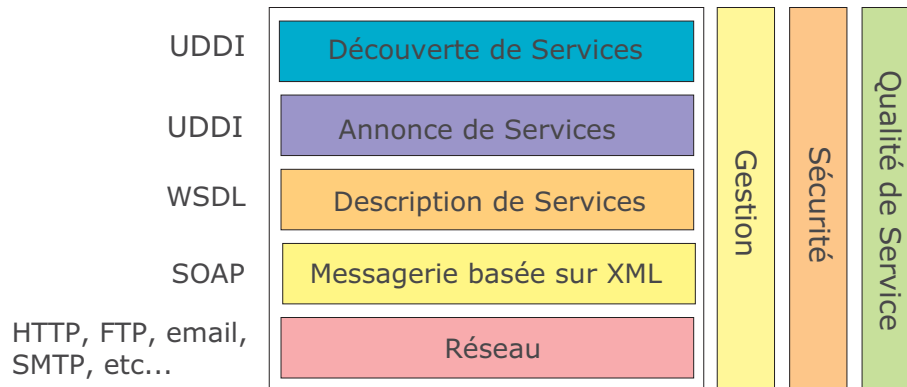 UDDI
Découverte de Services
UDDI
Annonce de Services
WSDL
Description de Services
SOAP
Messagerie basée sur XML
HTTP, FTP, email,
SMTP, etc...
Réseau
Gestion
Sécurité
Qualité de Service